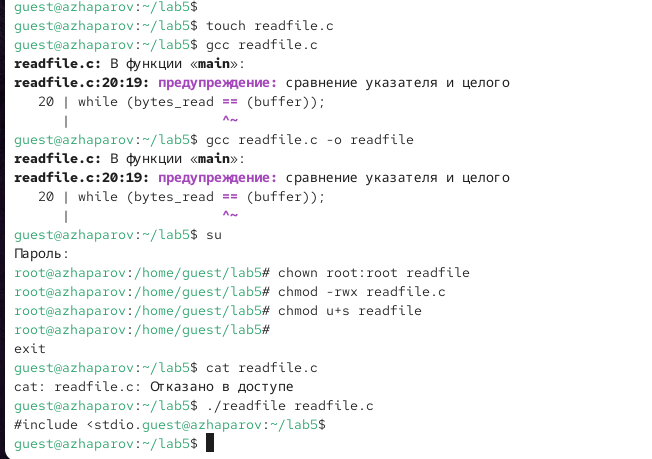 guest@azhaparov:~/lab5$
guest@azhaparov:~/lab5$ touch readfile.c
guest@azhaparov:~/lab5$ gcc readfile.c
readfile.c: В функции «main»:
readfile.c:20:19: предупреждение: сравнение указателя и целого
   20 | while (bytes_read == (buffer));
      |                   ^~
guest@azhaparov:~/lab5$ gcc readfile.c -o readfile
readfile.c: В функции «main»:
readfile.c:20:19: предупреждение: сравнение указателя и целого
   20 | while (bytes_read == (buffer));
      |                   ^~
guest@azhaparov:~/lab5$ su
Пароль:
root@azhaparov:/home/guest/lab5# chown root:root readfile
root@azhaparov:/home/guest/lab5# chmod -rwx readfile.c
root@azhaparov:/home/guest/lab5# chmod u+s readfile
root@azhaparov:/home/guest/lab5#
exit
guest@azhaparov:~/lab5$ cat readfile.c
cat: readfile.c: Отказано в доступе
guest@azhaparov:~/lab5$ ./readfile readfile.c
#include <stdio.guest@azhaparov:~/lab5$
guest@azhaparov:~/lab5$